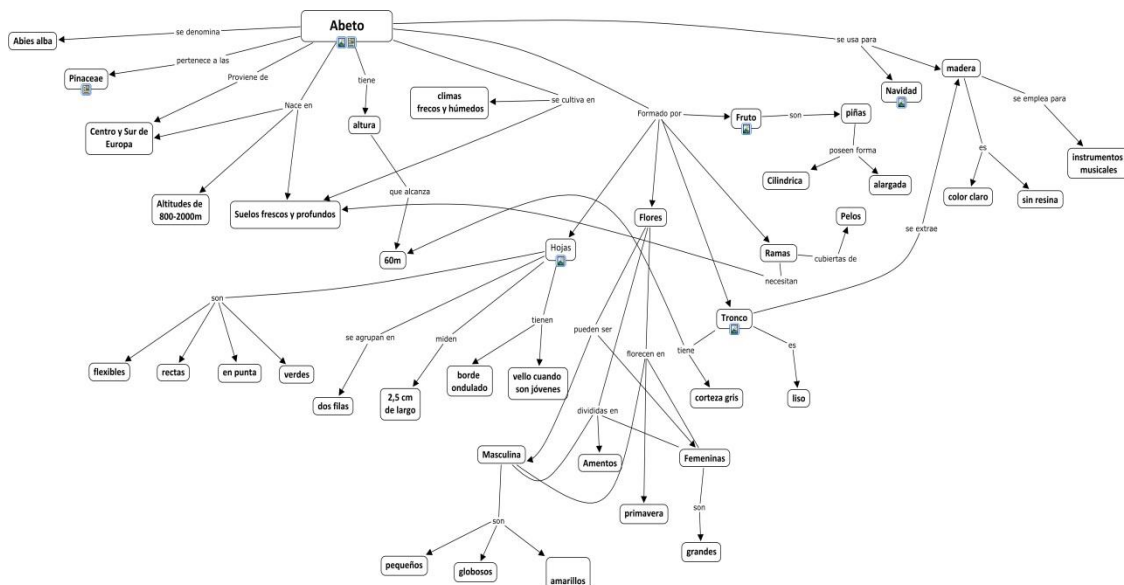 Abeto
se denomina
Abies alba
pertenece a las
Pinaceae
Proviene de
Centro y Sur de
Europa
Nace en
Altitudes de
800-2000m
Suelos frescos y profundos
tiene
altura
que alcanza
60m
se cultiva en
climas
frecos y húmedos
Formado por
Fruto
son
piñas
poseen forma
Cilindrica
alargada
se usa para
Navidad
madera
se emplea para
instrumentos
musicales
es
color claro
sin resina
se extrae
Hojas
son
flexibles
rectas
en punta
verdes
se agrupan en
dos filas
miden
2,5 cm
de largo
tienen
borde
ondulado
vello cuando
son jóvenes
Flores
pueden ser
florecen en
divididas en
Masculina
Amentos
Femeninas
primavera
son
pequeños
globosos
amarillos
son
grandes
Ramas
cubiertas de
Pelos
necesitan
Tronco
tiene
corteza gris
es
liso